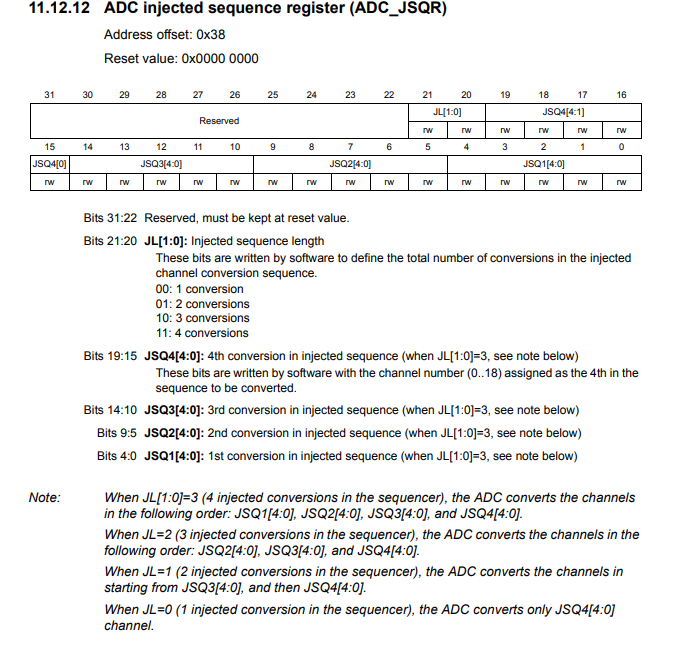 11.12.12 ADC injected sequence register (ADC_JSQR)
Address offset: 0x38
Reset value: 0x0000 0000
31 30 29 28 27 26 25 24 23 22 21 20 19 18 17 16
Reserved JL[1:0] JSQ4[4:1]
rw rw rw rw rw rw
15 14 13 12 11 10 9 8 7 6 5 4 3 2 1 0
JSQ4[0] JSQ3[4:0] JSQ2[4:0] JSQ1[4:0]
rw rw rw rw rw rw rw rw rw rw rw rw rw rw rw rw
Bits 31:22 Reserved, must be kept at reset value.
Bits 21:20 JL[1:0]: Injected sequence length
These bits are written by software to define the total number of conversions in the injected
channel conversion sequence.
00: 1 conversion
01: 2 conversions
10: 3 conversions
11: 4 conversions
Bits 19:15 JSQ4[4:0]: 4th conversion in injected sequence (when JL[1:0]=3, see note below)
These bits are written by software with the channel number (0..18) assigned as the 4th in the
sequence to be converted.
Bits 14:10 JSQ3[4:0]: 3rd conversion in injected sequence (when JL[1:0]=3, see note below)
Bits 9:5 JSQ2[4:0]: 2nd conversion in injected sequence (when JL[1:0]=3, see note below)
Bits 4:0 JSQ1[4:0]: 1st conversion in injected sequence (when JL[1:0]=3, see note below)
Note: When JL[1:0]=3 (4 injected conversions in the sequencer), the ADC converts the channels
in the following order: JSQ1[4:0], JSQ2[4:0], JSQ3[4:0], and JSQ4[4:0].
When JL=2 (3 injected conversions in the sequencer), the ADC converts the channels in the
following order: JSQ2[4:0], JSQ3[4:0], and JSQ4[4:0].
When JL=1 (2 injected conversions in the sequencer), the ADC converts the channels in
starting from JSQ3[4:0], and then JSQ4[4:0].
When JL=0 (1 injected conversion in the sequencer), the ADC converts only JSQ4[4:0]
channel.